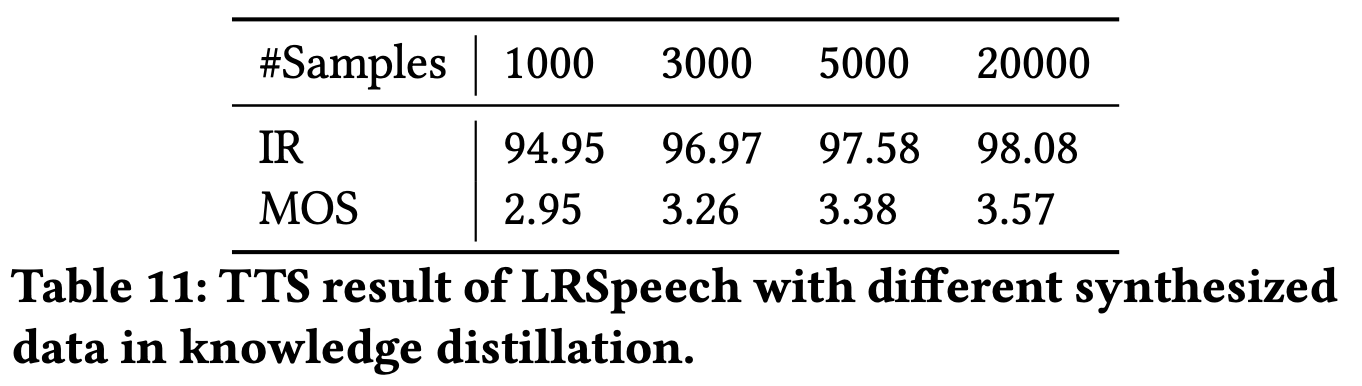 #Samples 1000 3000 5000 20000
IR 94.95 96.97 97.58 98.08
MOS 2.95 3.26 3.38 3.57
Table 11: TTS result of LRSpeech with different synthesized
data in knowledge distillation.